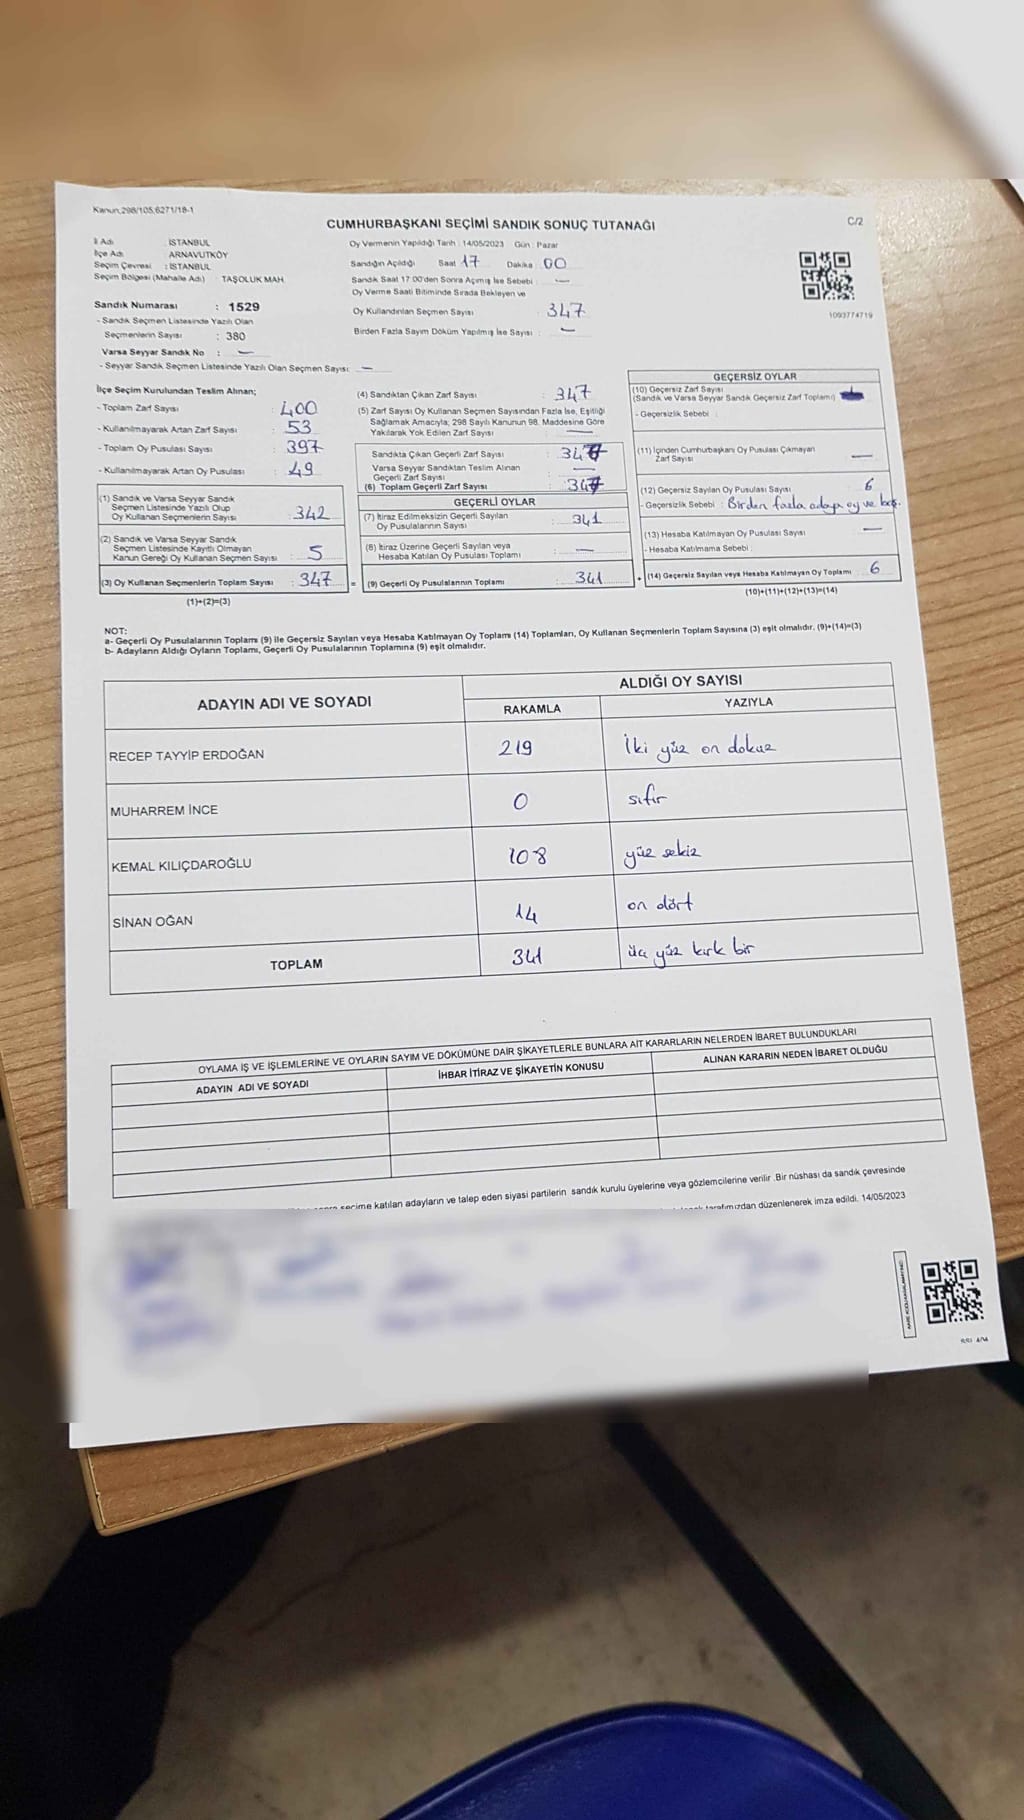 Kanun;298/105;6271/18-1
C/2
CUMHURBAŞKANI SEÇİMİ SANDIK SONUÇ TUTANAĞI
İl Adı : İSTANBUL
İlçe Adı : ARNAVUTKÖY
Seçim Çevresi : İSTANBUL
Seçim Bölgesi (Mahalle Adı) : TAŞOLUK MAH.
Sandık Numarası : 1529
- Sandık Seçmen Listesinde Yazılı Olan
Seçmenlerin Sayısı : 380
Varsa Seyyar Sandık No : —
- Seyyar Sandık Seçmen Listesinde Yazılı Olan Seçmen Sayısı: —
Oy Vermenin Yapıldığı Tarih : 14/05/2023 Gün : Pazar
Sandığın Açıldığı Saat 17 Dakika 00
Sandık Saat 17:00'den Sonra Açmış İse Sebebi : —
Oy Verme Saati Bitiminde Sırada Bekleyen ve
Oy Kullandırılan Seçmen Sayısı : 347
Birden Fazla Sayım Döküm Yapılmış İse Sayısı : —
1093774719
İlçe Seçim Kurulundan Teslim Alınan;
- Toplam Zarf Sayısı : 400
- Kullanılmayarak Artan Zarf Sayısı : 53
- Toplam Oy Pusulası Sayısı : 397
- Kullanılmayarak Artan Oy Pusulası : 49
(1) Sandık ve Varsa Seyyar Sandık
Seçmen Listesinde Yazılı Olup
Oy Kullanan Seçmenlerin Sayısı : 342
(2) Sandık ve Varsa Seyyar Sandık
Seçmen Listesinde Kayıtlı Olmayan
Kanun Gereği Oy Kullanan Seçmen Sayısı : 5
(3) Oy Kullanan Seçmenlerin Toplam Sayısı : 347 =
(1)+(2)=(3)
(4) Sandıktan Çıkan Zarf Sayısı : 347
(5) Zarf Sayısı Oy Kullanan Seçmen Sayısından Fazla İse, Eşitliği
Sağlamak Amacıyla; 298 Sayılı Kanunun 98. Maddesine Göre
Yakılarak Yok Edilen Zarf Sayısı : —
Sandıkta Çıkan Geçerli Zarf Sayısı : 347
Varsa Seyyar Sandıktan Teslim Alınan
Geçerli Zarf Sayısı : —
(6) Toplam Geçerli Zarf Sayısı : 347
GEÇERLİ OYLAR
(7) İtiraz Edilmeksizin Geçerli Sayılan
Oy Pusulalarının Sayısı : 341
(8) İtiraz Üzerine Geçerli Sayılan veya
Hesaba Katılan Oy Pusulası Toplamı : —
(9) Geçerli Oy Pusulalarının Toplamı : 341 +
GEÇERSİZ OYLAR
(10) Geçersiz Zarf Sayısı
(Sandık ve Varsa Seyyar Sandık Geçersiz Zarf Toplamı) :
- Geçersizlik Sebebi :
(11) İçinden Cumhurbaşkanı Oy Pusulası Çıkmayan
Zarf Sayısı : —
(12) Geçersiz Sayılan Oy Pusulası Sayısı : 6
- Geçersizlik Sebebi : Birden fazla adaya oy ve boş.
(13) Hesaba Katılmayan Oy Pusulası Sayısı : —
- Hesaba Katılmama Sebebi :
(14) Geçersiz Sayılan veya Hesaba Katılmayan Oy Toplamı : 6
(10)+(11)+(12)+(13)=(14)
NOT:
a- Geçerli Oy Pusulalarının Toplamı (9) ile Geçersiz Sayılan veya Hesaba Katılmayan Oy Toplamı (14) Toplamları, Oy Kullanan Seçmenlerin Toplam Sayısına (3) eşit olmalıdır. (9)+(14)=(3)
b- Adayların Aldığı Oyların Toplamı, Geçerli Oy Pusulalarının Toplamına (9) eşit olmalıdır.
ADAYIN ADI VE SOYADI
ALDIĞI OY SAYISI
RAKAMLA YAZIYLA
RECEP TAYYİP ERDOĞAN 219 İki yüz on dokuz
MUHARREM İNCE 0 sıfır
KEMAL KILIÇDAROĞLU 108 yüz sekiz
SİNAN OĞAN 14 on dört
TOPLAM 341 üç yüz kırk bir
OYLAMA İŞ VE İŞLEMLERİNE VE OYLARIN SAYIM VE DÖKÜMÜNE DAİR ŞİKAYETLERLE BUNLARA AİT KARARLARIN NELERDEN İBARET BULUNDUKLARI
ADAYIN ADI VE SOYADI İHBAR İTİRAZ VE ŞİKAYETİN KONUSU ALINAN KARARIN NEDEN İBARET OLDUĞU
seçime katılan adayların ve talep eden siyasi partilerin sandık kurulu üyelerine veya gözlemcilerine verilir .Bir nüshası da sandık çevresinde
tarafımızdan düzenlenerek imza edildi. 14/05/2023